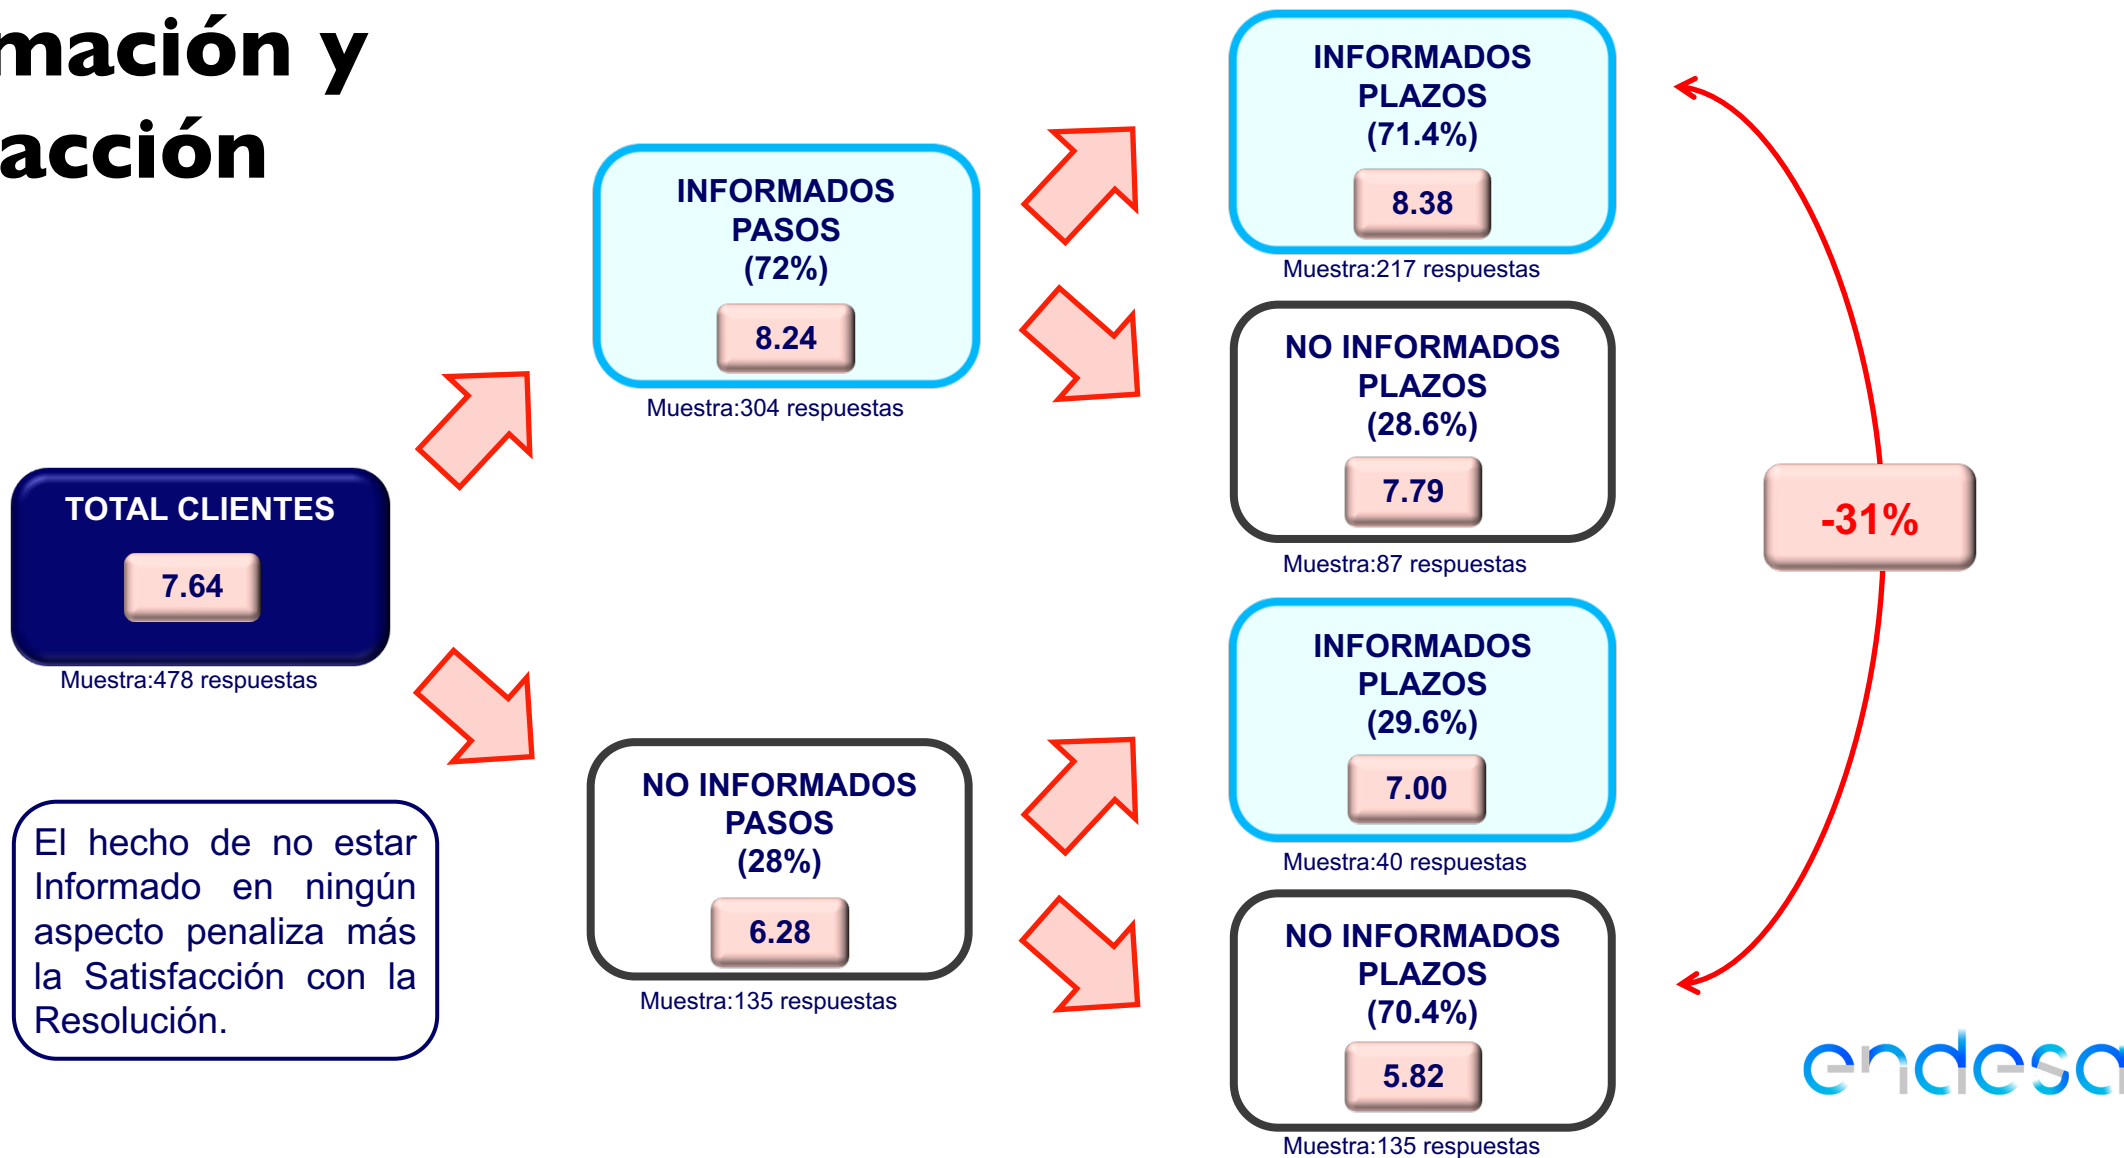 mación y
acción
TOTAL CLIENTES
7.64
Muestra:478 respuestas
El hecho de no estar
Informado en ningún
aspecto penaliza más
la Satisfacción con la
Resolución.
INFORMADOS
PASOS
(72%)
8.24
Muestra:304 respuestas
NO INFORMADOS
PASOS
(28%)
6.28
Muestra:135 respuestas
INFORMADOS
PLAZOS
(71.4%)
8.38
Muestra:217 respuestas
NO INFORMADOS
PLAZOS
(28.6%)
7.79
Muestra:87 respuestas
INFORMADOS
PLAZOS
(29.6%)
7.00
Muestra:40 respuestas
NO INFORMADOS
PLAZOS
(70.4%)
5.82
Muestra:135 respuestas
-31%
endesa